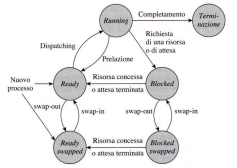 Running
Completamento
Termi-
nazione
Dispatching
Prelazione
Richiesta
di una risorsa
o di attesa
Nuovo
processo
Ready
Risorsa concessa
o attesa terminata
Blocked
swap-out
swap-in
swap-out
swap-in
Ready
swapped
Risorsa concessa
o attesa terminata
Blocked
swapped